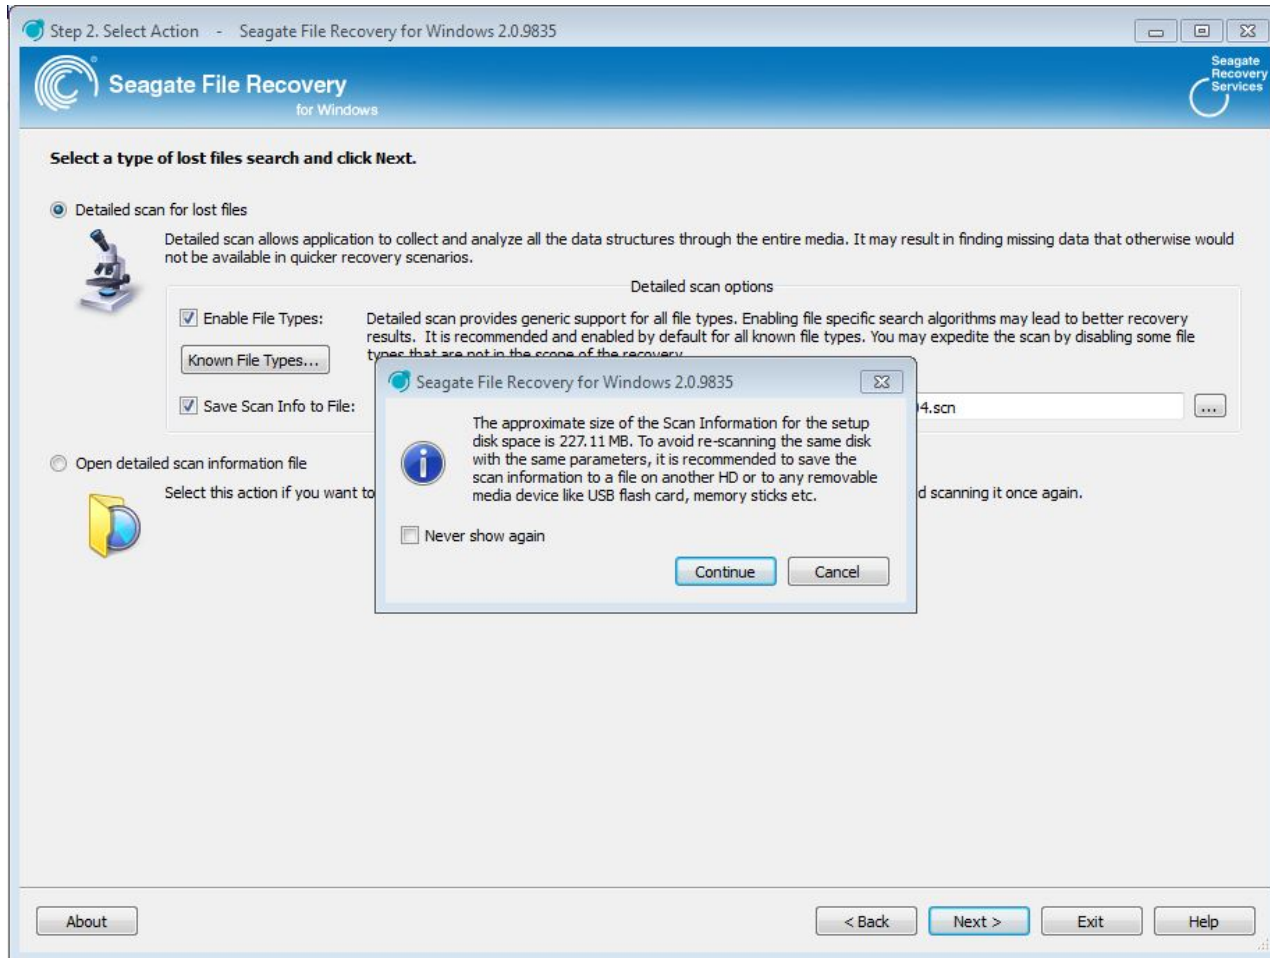 Step 2. Select Action - Seagate File Recovery for Windows 2.0.9835
Seagate File Recovery
for Windows
Seagate
Recovery
Services
Select a type of lost files search and click Next.
Detailed scan for lost files
Detailed scan allows application to collect and analyze all the data structures through the entire media. It may result in finding missing data that otherwise would
not be available in quicker recovery scenarios.
Detailed scan options
Enable File Types:
Detailed scan provides generic support for all file types. Enabling file specific search algorithms may lead to better recovery
results. It is recommended and enabled by default for all known file types. You may expedite the scan by disabling some file
types that are not in the scope of the recovery.
Known File Types...
Save Scan Info to File:
4.scn
...
Open detailed scan information file
Select this action if you want to
d scanning it once again.
Seagate File Recovery for Windows 2.0.9835
The approximate size of the Scan Information for the setup
disk space is 227.11 MB. To avoid re-scanning the same disk
with the same parameters, it is recommended to save the
scan information to a file on another HD or to any removable
media device like USB flash card, memory sticks etc.
Never show again
Continue
Cancel
About
< Back
Next >
Exit
Help